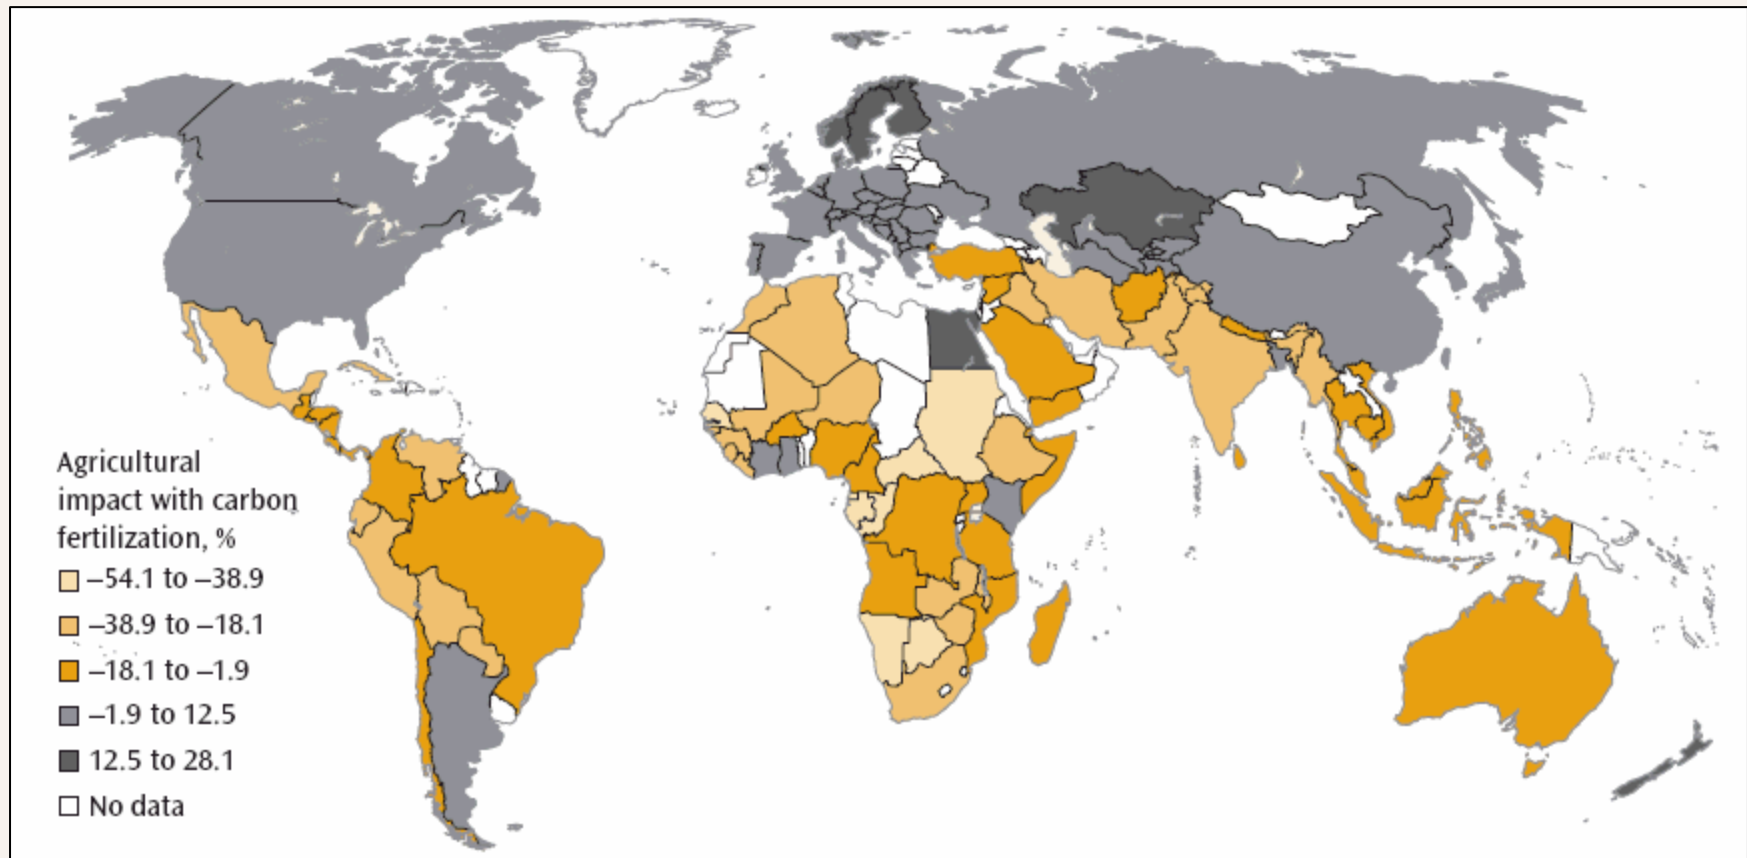 Agricultural
impact with carbon
fertilization, %
–54.1 to –38.9
–38.9 to –18.1
–18.1 to –1.9
–1.9 to 12.5
12.5 to 28.1
No data